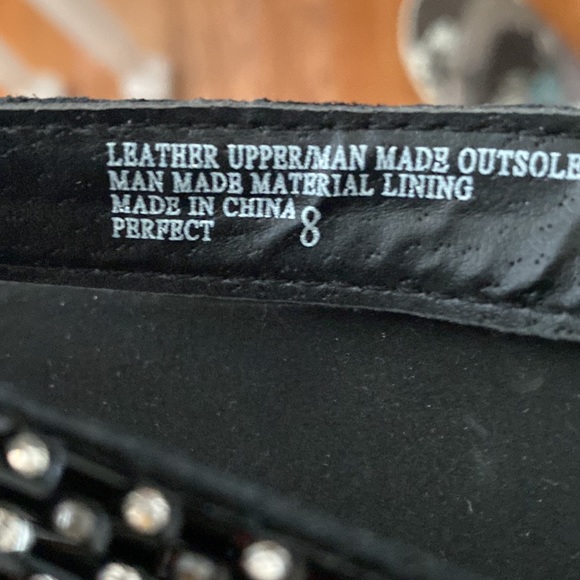 LEATHER UPPER/MAN MADE OUTSOLE
MAN MADE MATERIAL LINING
MADE IN CHINA
PERFECT 8